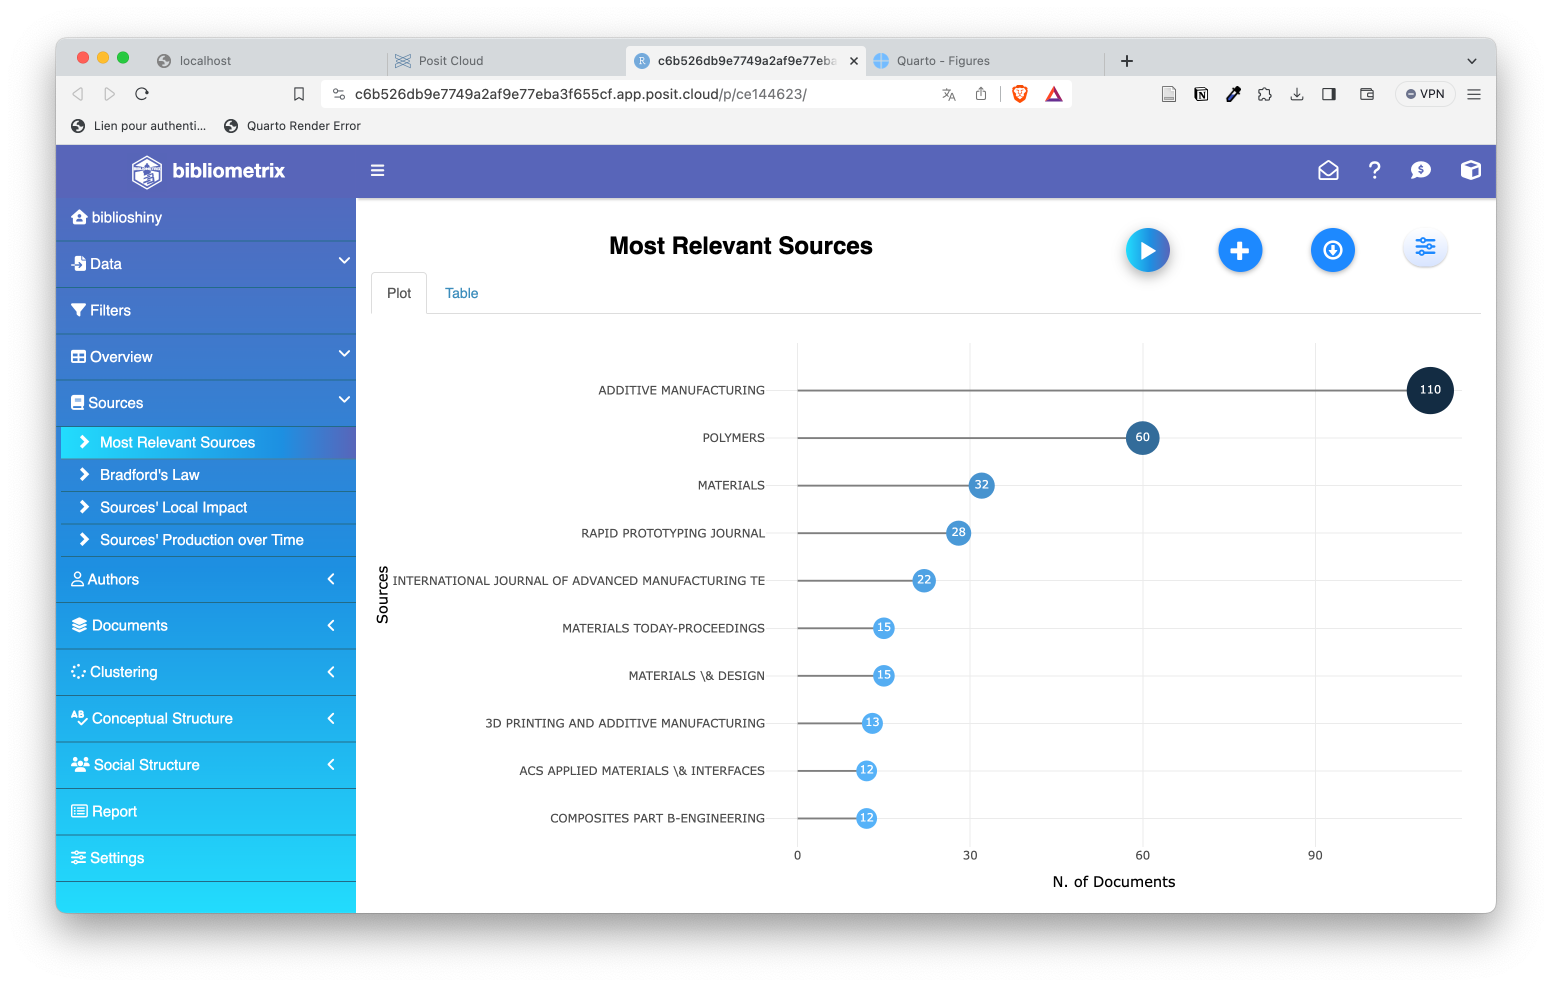 localhost
Posit Cloud
R c6b526db9e7749a2af9e77eba
Quarto - Figures
c6b526db9e7749a2af9e77eba3f655cf.app.posit.cloud/p/ce144623/
VPN
Lien pour authenti...
Quarto Render Error
bibliometrix
biblioshiny
Data
Filters
Overview
Sources
Most Relevant Sources
Bradford's Law
Sources' Local Impact
Sources' Production over Time
Authors
Documents
Clustering
Conceptual Structure
Social Structure
Report
Settings
Most Relevant Sources
Plot
Table
Sources
ADDITIVE MANUFACTURING 110
POLYMERS 60
MATERIALS 32
RAPID PROTOTYPING JOURNAL 28
INTERNATIONAL JOURNAL OF ADVANCED MANUFACTURING TE 22
MATERIALS TODAY-PROCEEDINGS 15
MATERIALS \& DESIGN 15
3D PRINTING AND ADDITIVE MANUFACTURING 13
ACS APPLIED MATERIALS \& INTERFACES 12
COMPOSITES PART B-ENGINEERING 12
0 30 60 90
N. of Documents